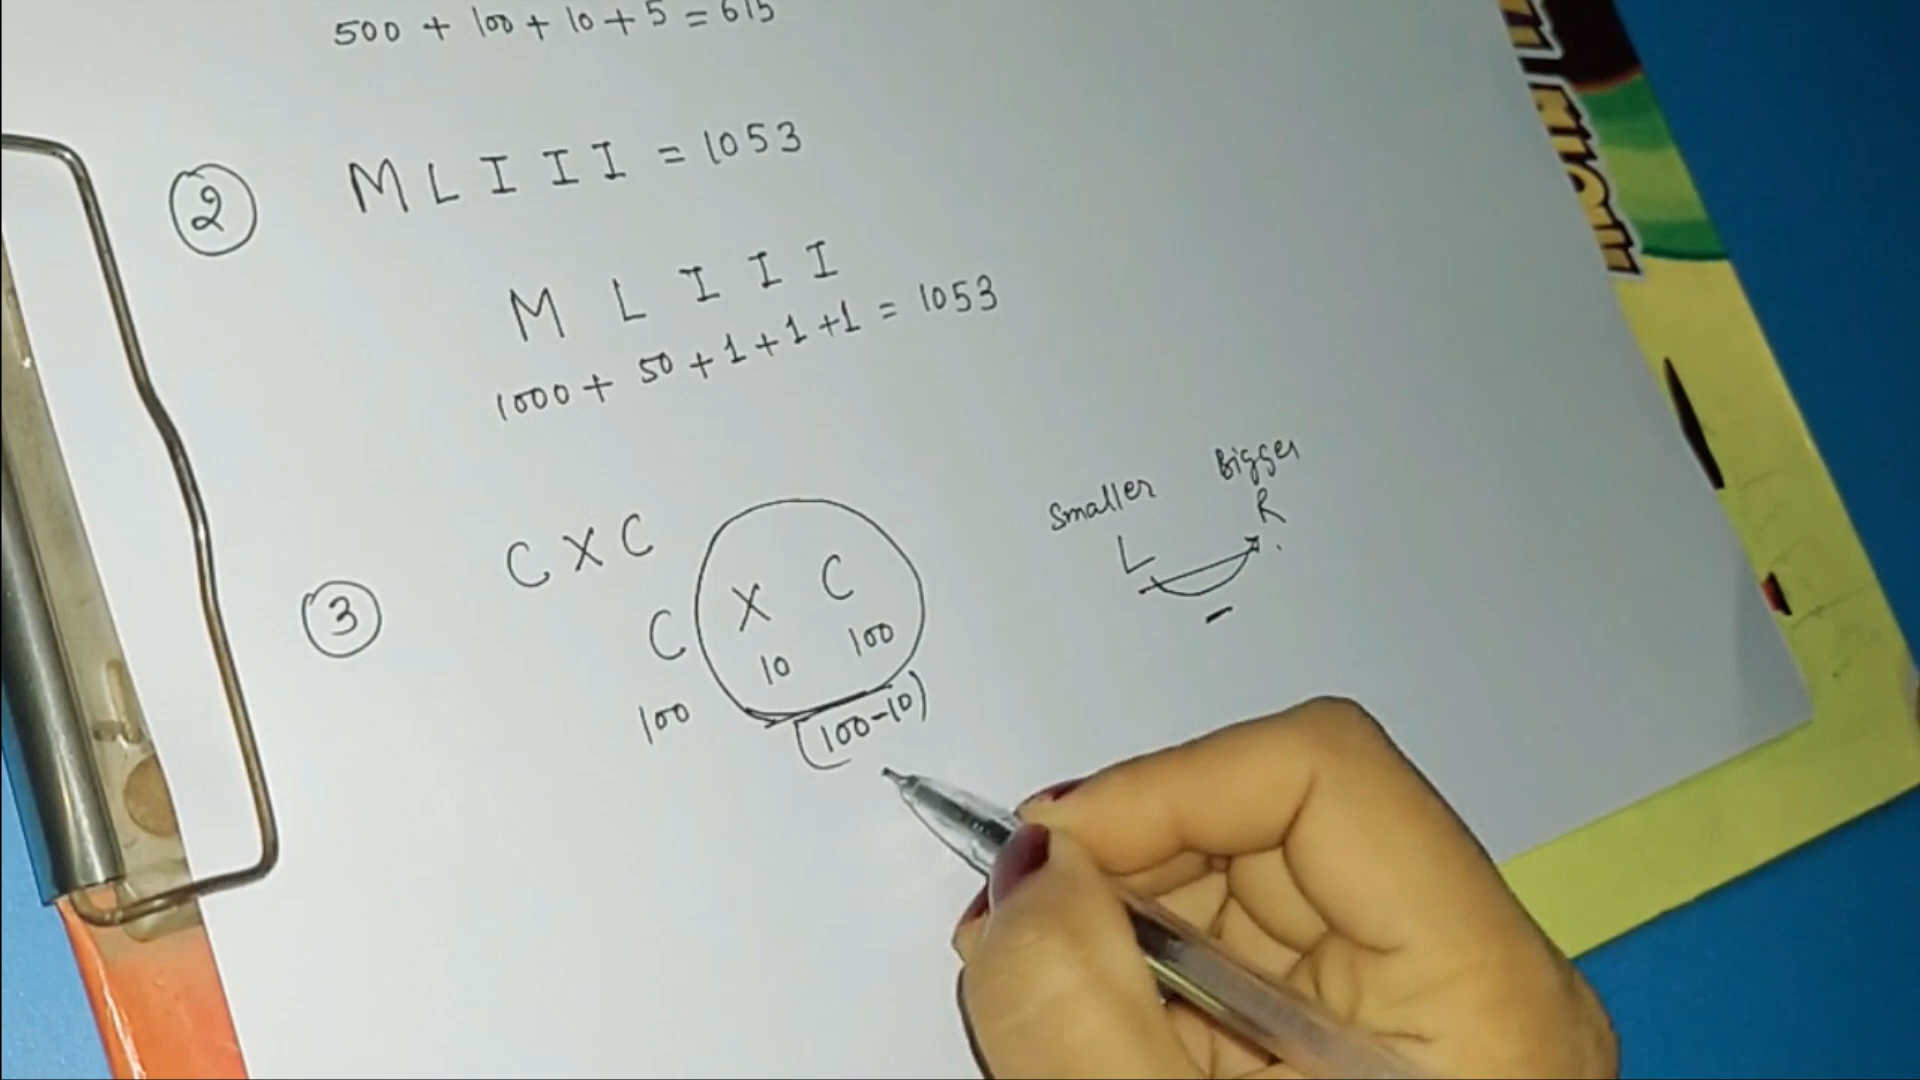 500 + 100 + 10 + 5 = 615
2 M L I I I = 1053
M L I I I
1000 + 50 + 1 + 1 + 1 = 1053
Smaller Bigger
L R
3 C X C
C X C
100 10 100
(100-10)